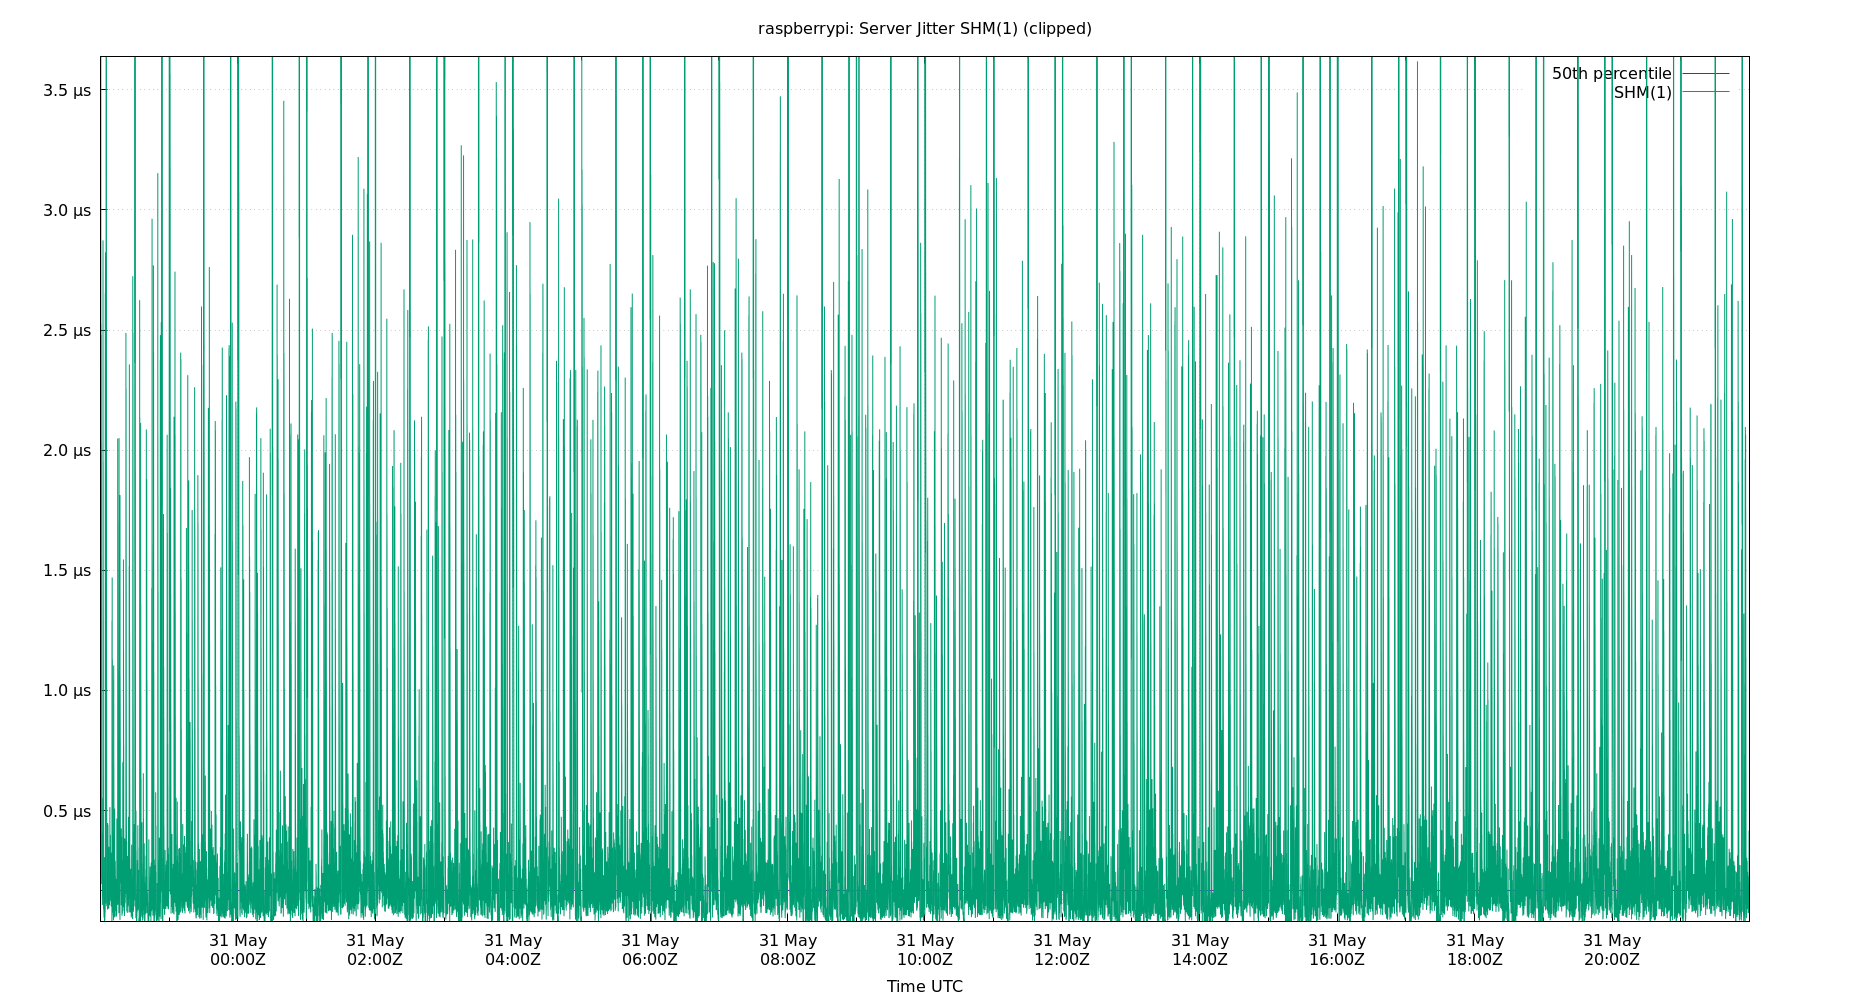 raspberrypi: Server Jitter SHM(1) (clipped)
50th percentile
SHM(1)
3.5 µs
3.0 µs
2.5 µs
2.0 µs
1.5 µs
1.0 µs
0.5 µs
31 May 31 May 31 May 31 May 31 May 31 May 31 May 31 May 31 May 31 May 31 May
00:00Z 02:00Z 04:00Z 06:00Z 08:00Z 10:00Z 12:00Z 14:00Z 16:00Z 18:00Z 20:00Z
Time UTC